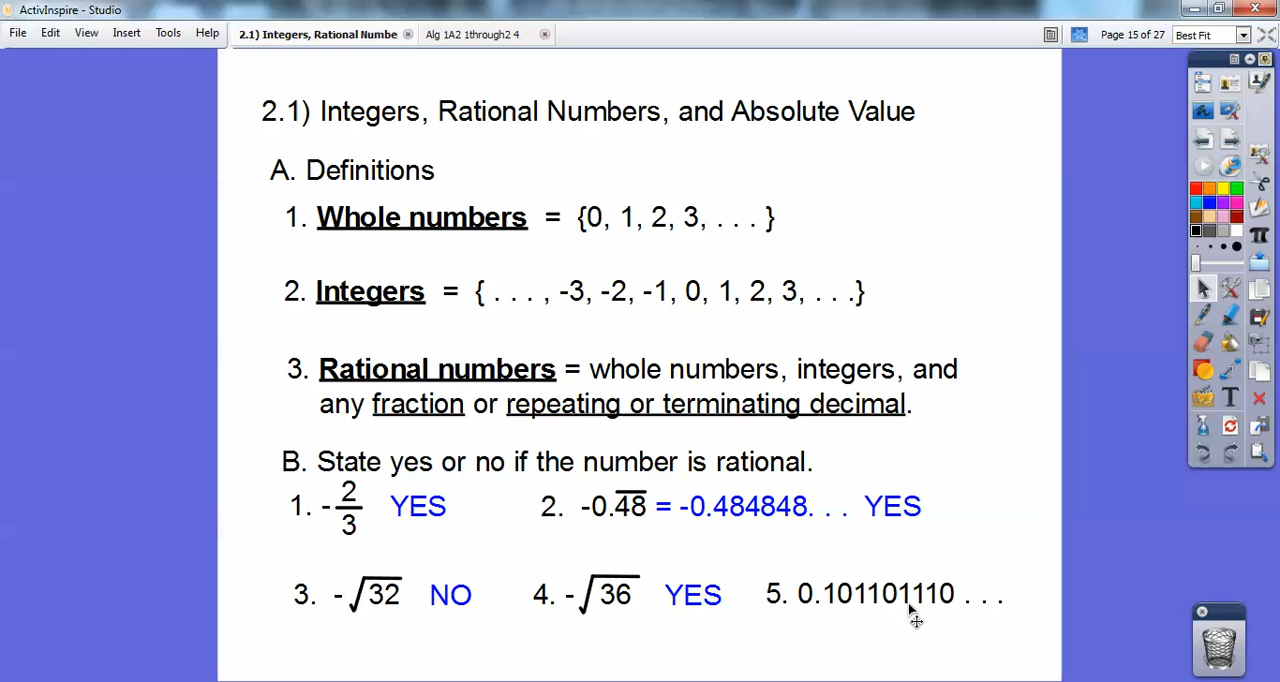 ActivInspire - Studio
File Edit View Insert Tools Help 2.1) Integers, Rational Numbe Alg 1A2 1through2 4 Page 15 of 27 Best Fit
2.1) Integers, Rational Numbers, and Absolute Value
A. Definitions
1. Whole numbers = {0, 1, 2, 3, . . . }
2. Integers = { . . . , -3, -2, -1, 0, 1, 2, 3, . . .}
3. Rational numbers = whole numbers, integers, and
any fraction or repeating or terminating decimal.
B. State yes or no if the number is rational.
1. -2/3 YES 2. -0.4̅8̅ = -0.484848. . . YES
3. -√32 NO 4. -√36 YES 5. 0.101101110 . . .